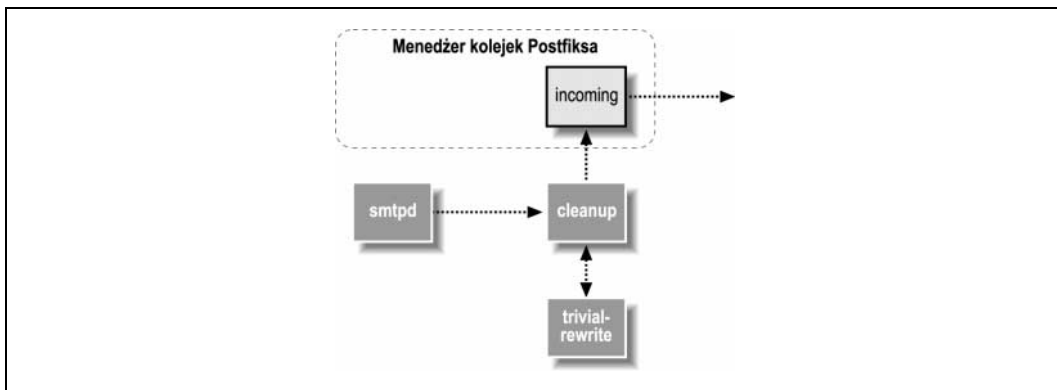 Menedżer kolejek Postfiksa
incoming
smtpd
cleanup
trivial-
rewrite